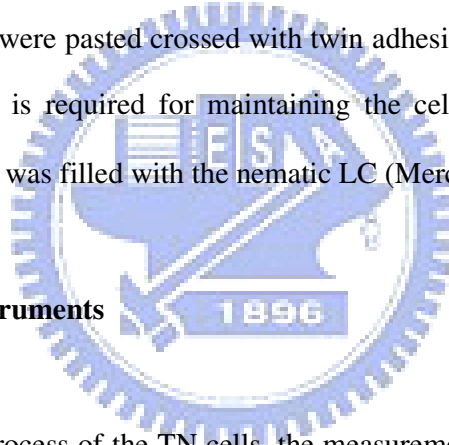 were pasted crossed with twin adhesi
is required for maintaining the cel
was filled with the nematic LC (Merc
ruments
ES A
1896
rocess of the TN cells, the measureme